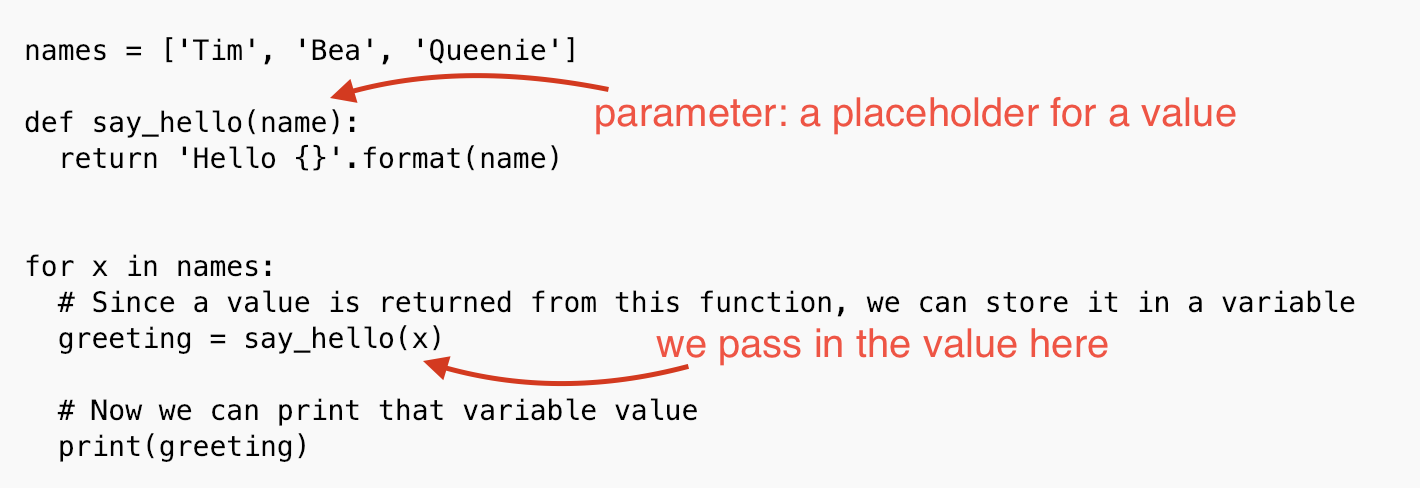 names = ['Tim', 'Bea', 'Queenie']
def say_hello(name):
parameter: a placeholder for a value
  return 'Hello {}'.format(name)
for x in names:
  # Since a value is returned from this function, we can store it in a variable
  greeting = say_hello(x)
we pass in the value here
  # Now we can print that variable value
  print(greeting)